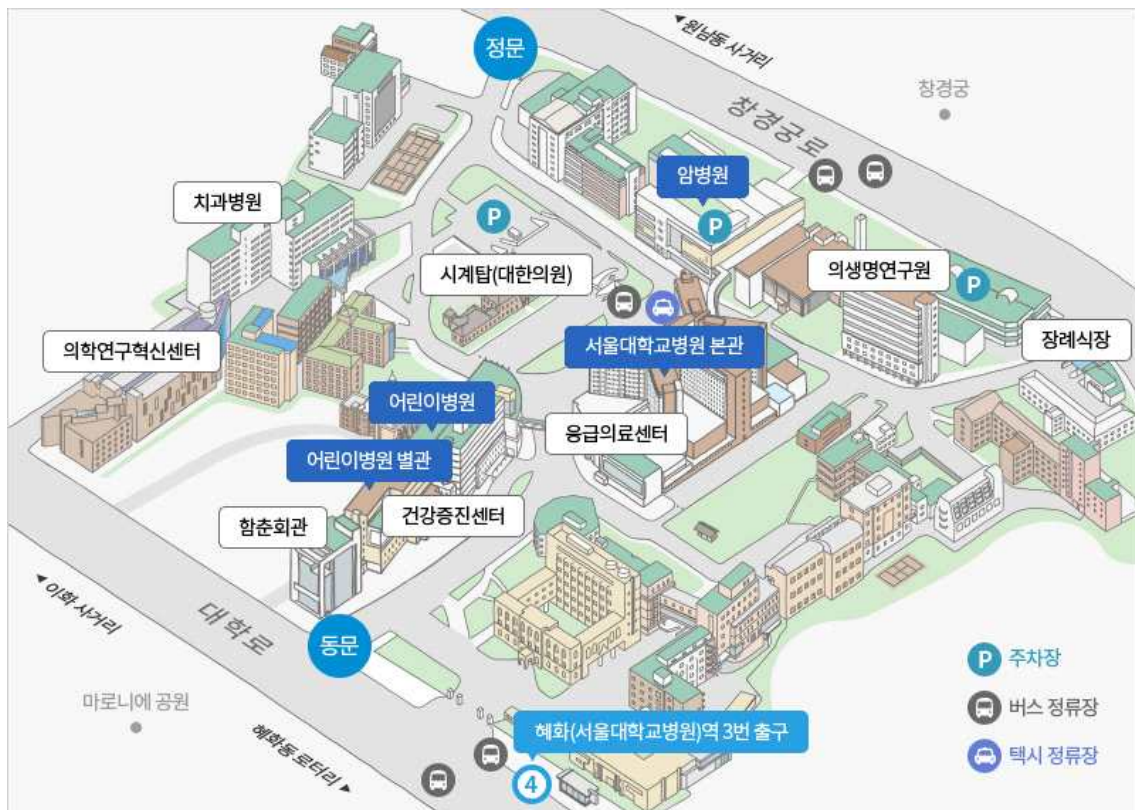 정문
◀ 원남동 사거리
창경궁
창경궁로
암병원
P
치과병원
P
시계탑(대한의원)
의생명연구원
P
의학연구혁신센터
서울대학교병원 본관
장례식장
어린이병원
응급의료센터
어린이병원 별관
건강증진센터
함춘회관
◀ 이화 사거리
대학로
동문
P 주차장
마로니에 공원
버스 정류장
혜화(서울대학교병원)역 3번 출구
택시 정류장
혜화동 로터리 ▶
4